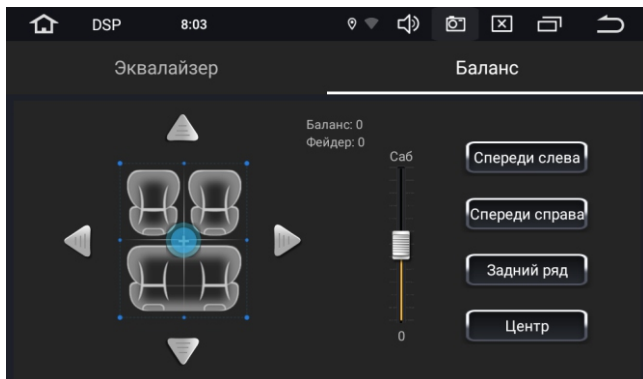 DSP 8:03
Эквалайзер Баланс
Баланс: 0
Фейдер: 0
Саб
0
Спереди слева
Спереди справа
Задний ряд
Центр